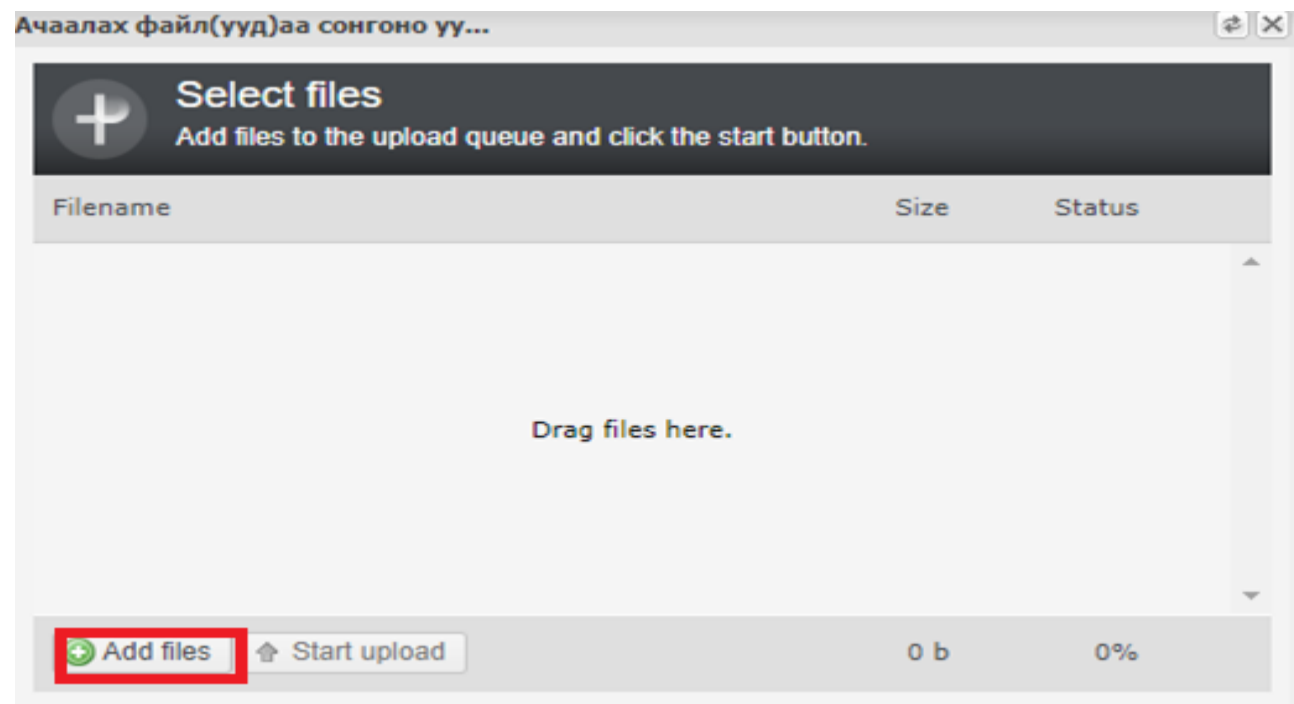 Ачаалах файл(ууд)аа сонгоно уу...
Select files
Add files to the upload queue and click the start button.
Filename Size Status
Drag files here.
Add files Start upload 0 b 0%